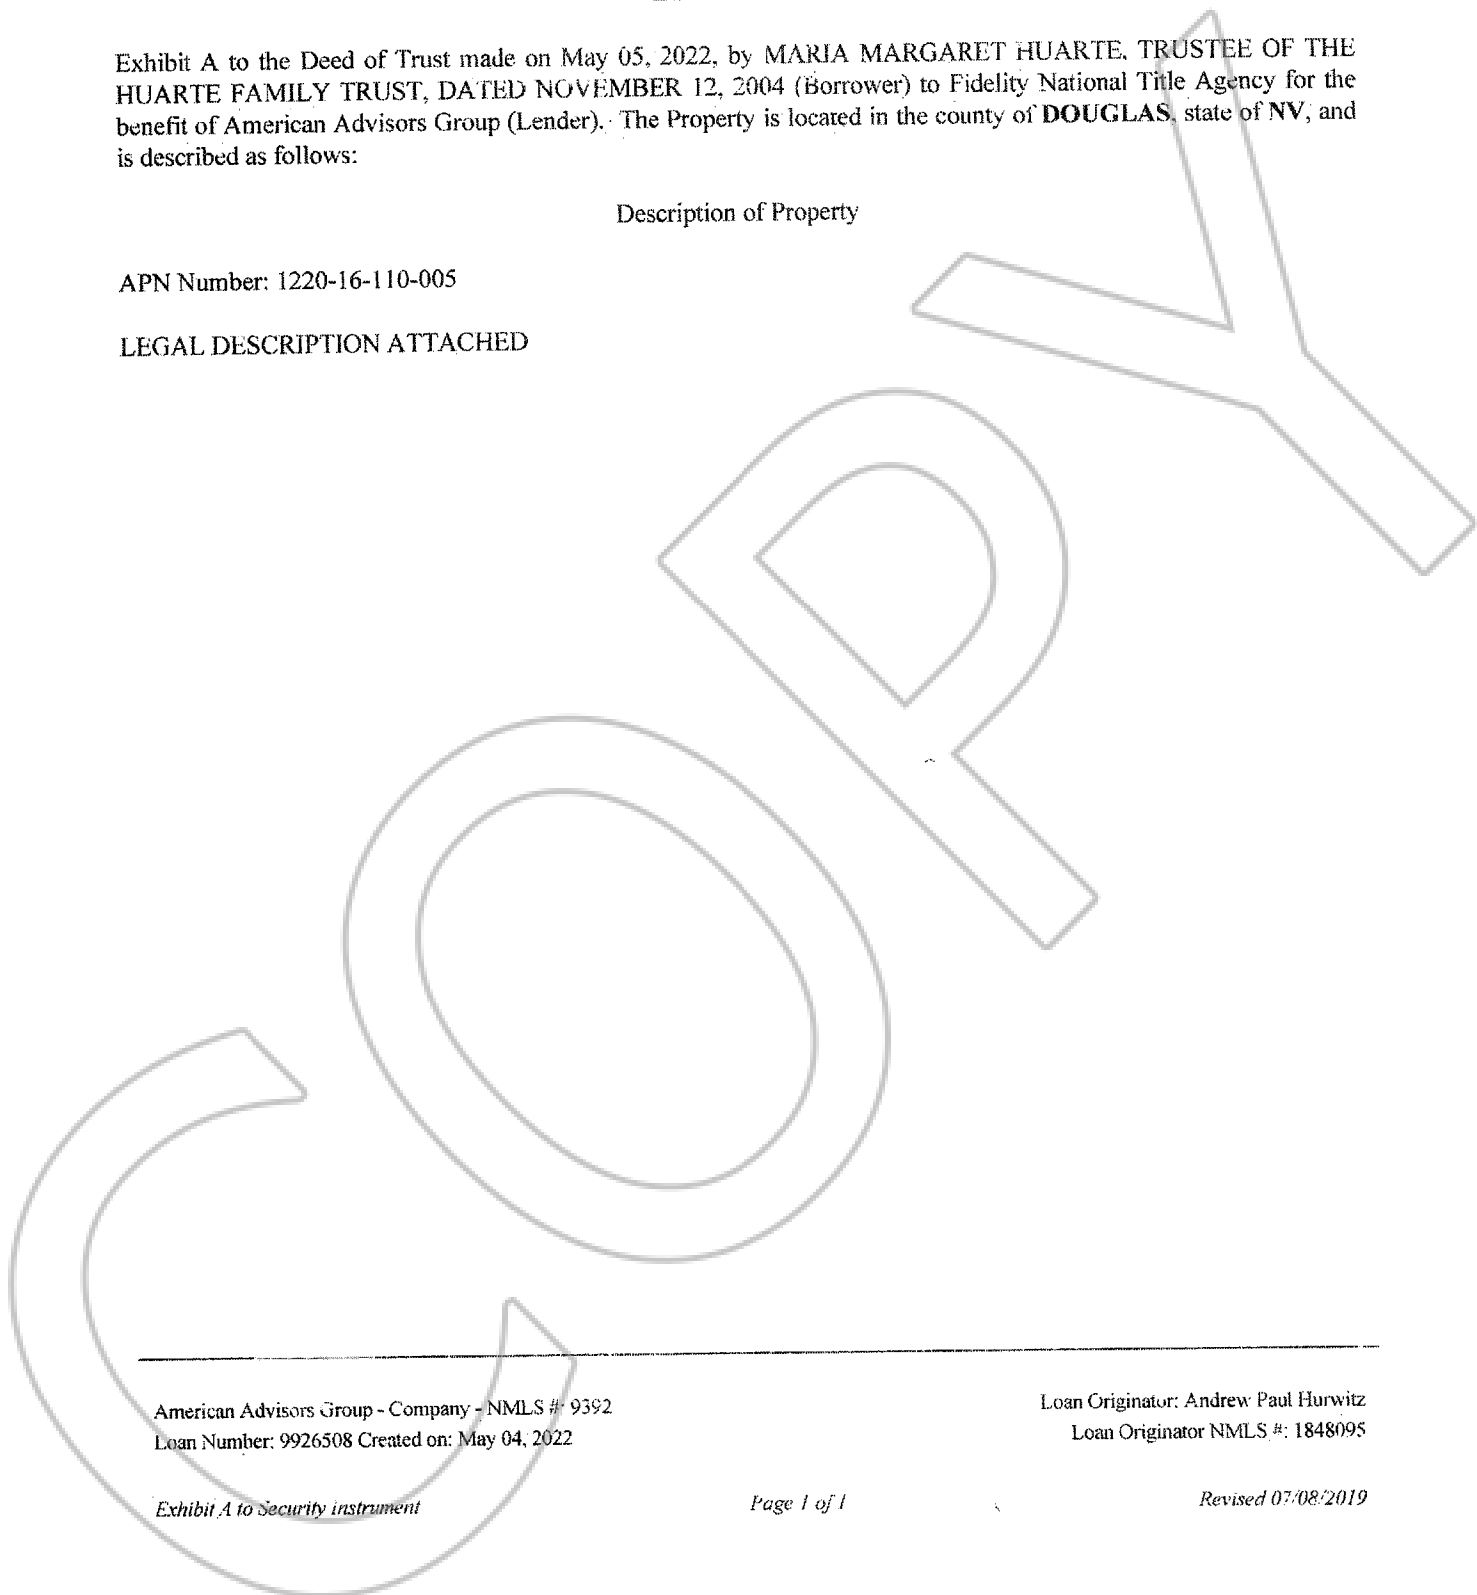 Exhibit A to the Deed of Trust made on May 05, 2022, by MARIA MARGARET HUARTE, TRUSTEE OF THE
HUARTE FAMILY TRUST, DATED NOVEMBER 12, 2004 (Borrower) to Fidelity National Title Agency for the
benefit of American Advisors Group (Lender). The Property is located in the county of DOUGLAS, state of NV, and
is described as follows:
Description of Property
APN Number: 1220-16-110-005
LEGAL DESCRIPTION ATTACHED
COPY
American Advisors Group - Company - NMLS #: 9392
Loan Originator: Andrew Paul Hurwitz
Loan Number: 9926508 Created on: May 04, 2022
Loan Originator NMLS #: 1848095
Exhibit A to Security instrument
Page 1 of 1
Revised 07/08/2019